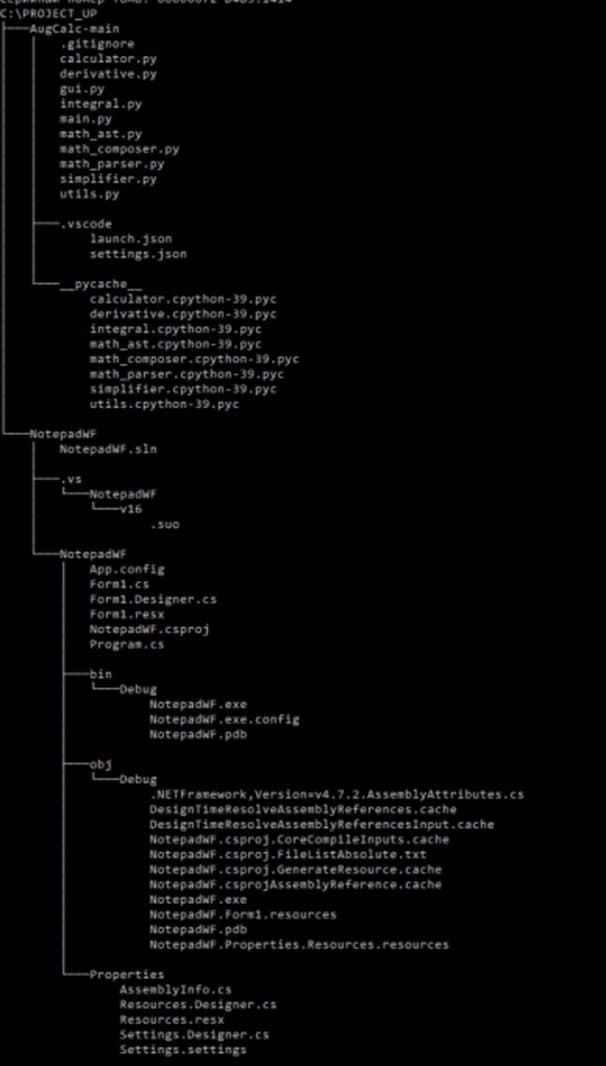 C:\PROJECT_UP
├───AugCalc-main
│   │   .gitignore
│   │   calculator.py
│   │   derivative.py
│   │   gui.py
│   │   integral.py
│   │   main.py
│   │   math_ast.py
│   │   math_composer.py
│   │   math_parser.py
│   │   simplifier.py
│   │   utils.py
│   │
│   ├───.vscode
│   │       launch.json
│   │       settings.json
│   │
│   └───__pycache__
│           calculator.cpython-39.pyc
│           derivative.cpython-39.pyc
│           integral.cpython-39.pyc
│           math_ast.cpython-39.pyc
│           math_composer.cpython-39.pyc
│           math_parser.cpython-39.pyc
│           simplifier.cpython-39.pyc
│           utils.cpython-39.pyc
│
└───NotepadWF
    │   NotepadWF.sln
    │
    ├───.vs
    │   └───NotepadWF
    │       └───v16
    │               .suo
    │
    └───NotepadWF
        │   App.config
        │   Form1.cs
        │   Form1.Designer.cs
        │   Form1.resx
        │   NotepadWF.csproj
        │   Program.cs
        │
        ├───bin
        │   └───Debug
        │           NotepadWF.exe
        │           NotepadWF.exe.config
        │           NotepadWF.pdb
        │
        ├───obj
        │   └───Debug
        │           .NETFramework,Version=v4.7.2.AssemblyAttributes.cs
        │           DesignTimeResolveAssemblyReferences.cache
        │           DesignTimeResolveAssemblyReferencesInput.cache
        │           NotepadWF.csproj.CoreCompileInputs.cache
        │           NotepadWF.csproj.FileListAbsolute.txt
        │           NotepadWF.csproj.GenerateResource.cache
        │           NotepadWF.csprojAssemblyReference.cache
        │           NotepadWF.exe
        │           NotepadWF.Form1.resources
        │           NotepadWF.pdb
        │           NotepadWF.Properties.Resources.resources
        │
        └───Properties
                AssemblyInfo.cs
                Resources.Designer.cs
                Resources.resx
                Settings.Designer.cs
                Settings.settings